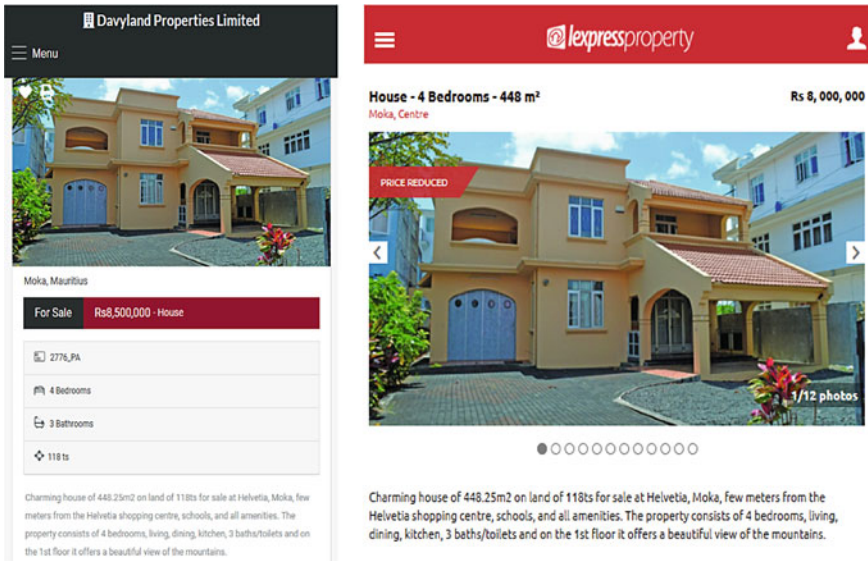 Davyland Properties Limited
Menu
Moka, Mauritius
For Sale Rs8,500,000 - House
2776_PA
4 Bedrooms
3 Bathrooms
118 ts
Charming house of 448.25m2 on land of 118ts for sale at Helvetia, Moka, few
meters from the Helvetia shopping centre, schools, and all amenities. The
property consists of 4 bedrooms, living, dining, kitchen, 3 baths/toilets and on
the 1st floor it offers a beautiful view of the mountains.
lexpressproperty
House - 4 Bedrooms - 448 m²
Rs 8, 000, 000
Moka, Centre
PRICE REDUCED
1/12 photos
Charming house of 448.25m2 on land of 118ts for sale at Helvetia, Moka, few meters from the
Helvetia shopping centre, schools, and all amenities. The property consists of 4 bedrooms, living,
dining, kitchen, 3 baths/toilets and on the 1st floor it offers a beautiful view of the mountains.